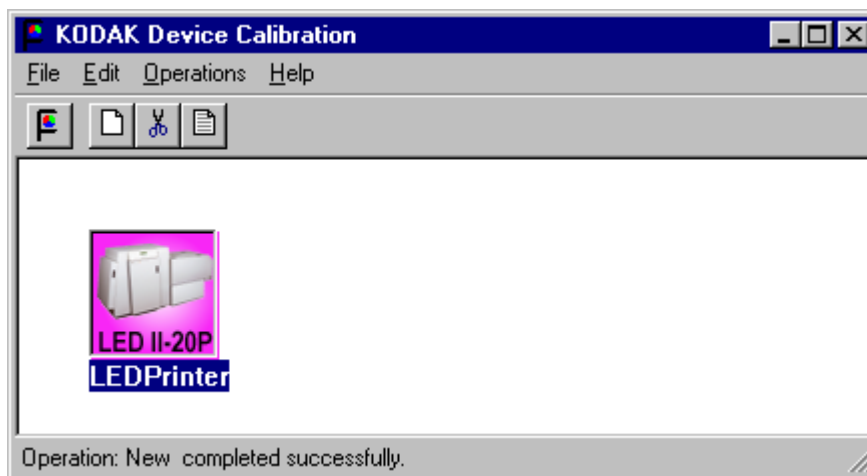 KODAK Device Calibration
File Edit Operations Help
LED II-20P
LEDPrinter
Operation: New completed successfully.